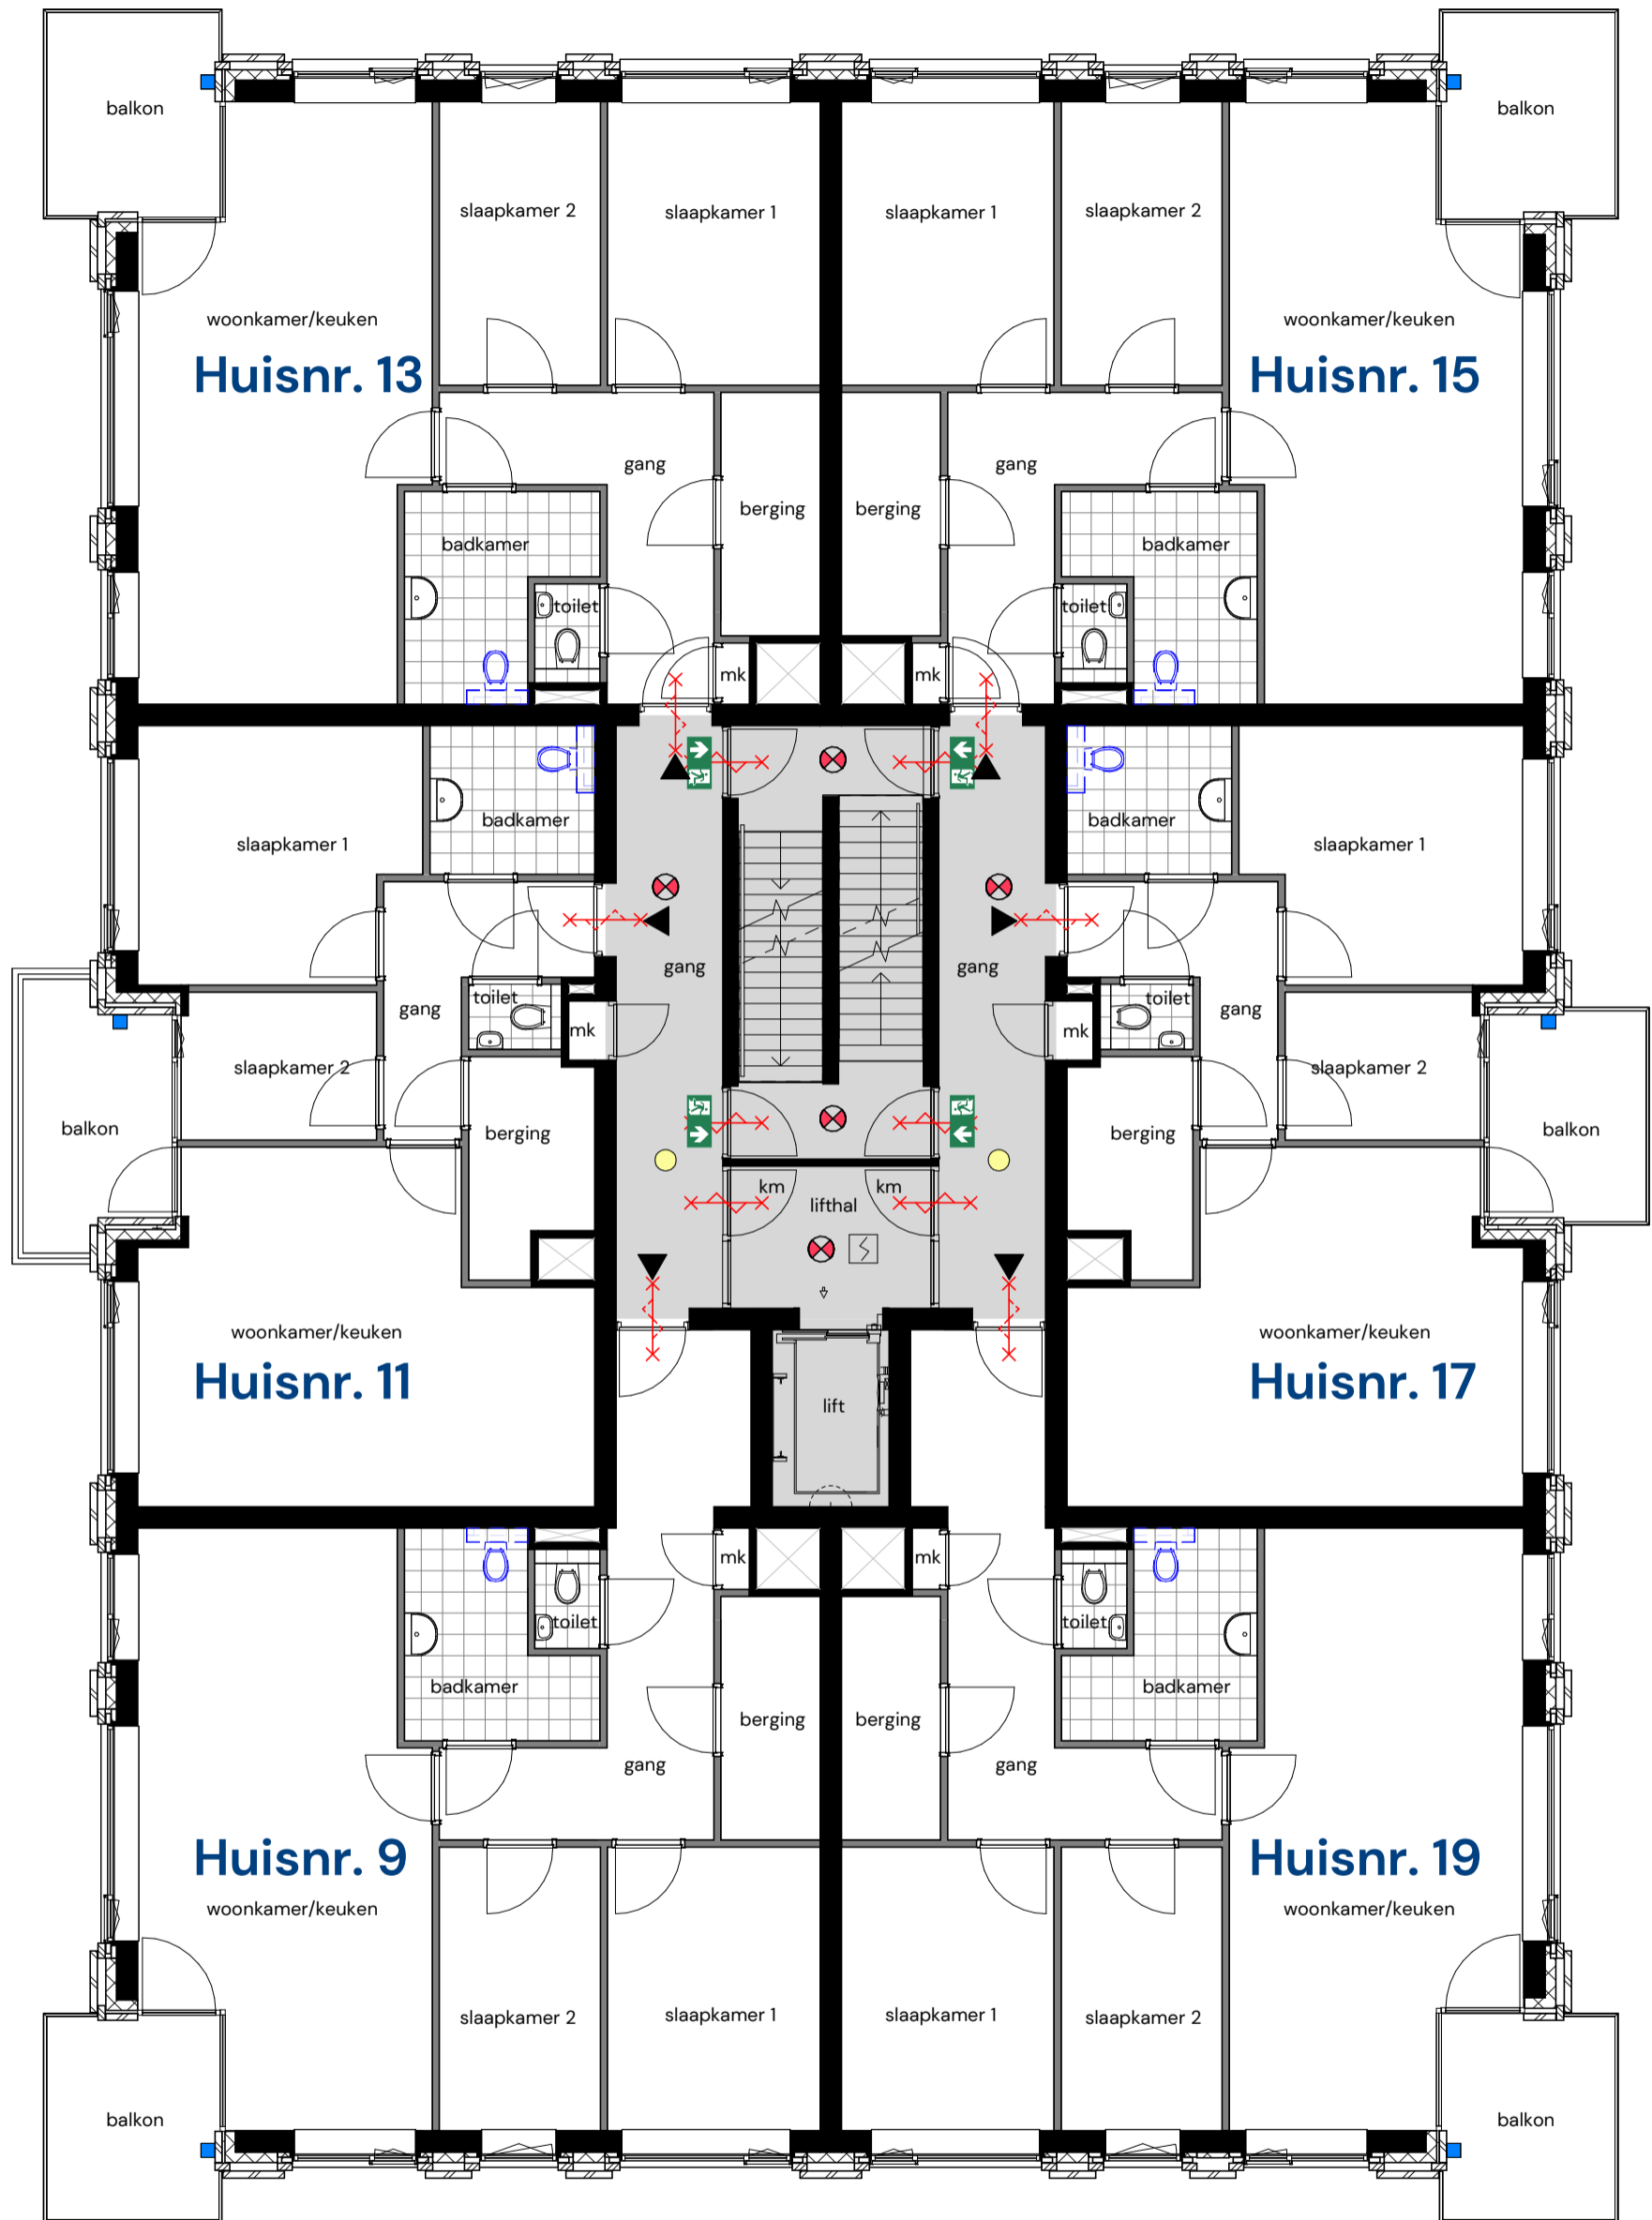 balkon
balkon
slaapkamer 2
slaapkamer 1
slaapkamer 1
slaapkamer 2
woonkamer/keuken
woonkamer/keuken
Huisnr. 13
Huisnr. 15
gang
gang
berging
berging
badkamer
badkamer
toilet
toilet
mk
mk
badkamer
badkamer
slaapkamer 1
slaapkamer 1
gang
gang
toilet
toilet
gang
gang
mk
mk
slaapkamer 2
slaapkamer 2
balkon
balkon
berging
berging
km
km
lifthal
woonkamer/keuken
woonkamer/keuken
Huisnr. 11
Huisnr. 17
lift
mk
mk
toilet
toilet
badkamer
badkamer
berging
berging
gang
gang
Huisnr. 9
Huisnr. 19
woonkamer/keuken
woonkamer/keuken
slaapkamer 2
slaapkamer 1
slaapkamer 1
slaapkamer 2
balkon
balkon